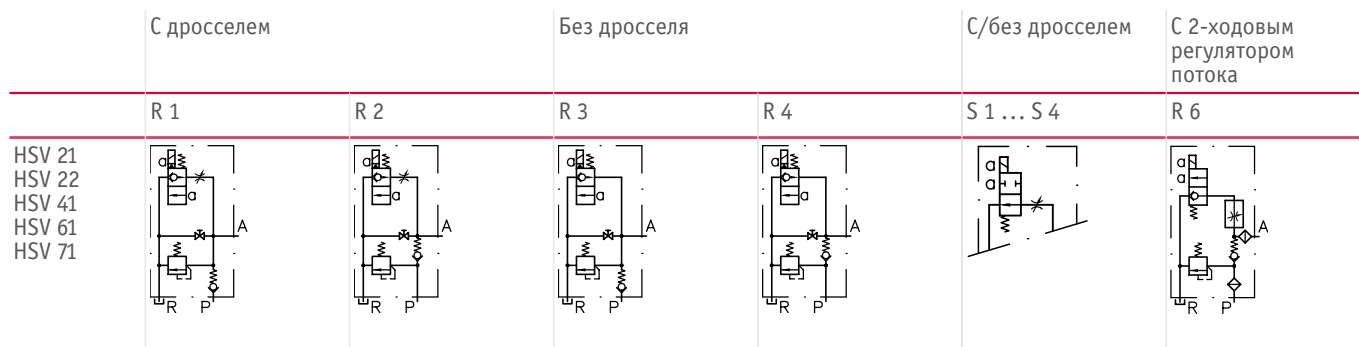 С дросселем
Без дросселя
С/без дросселем
С 2-ходовым
регулятором
потока
R 1
R 2
R 3
R 4
S 1 ... S 4
R 6
HSV 21
HSV 22
HSV 41
HSV 61
HSV 71
a
a
A
R P
a
a
A
R P
a
a
A
R P
a
a
A
R P
a
a
a
a
A
R P